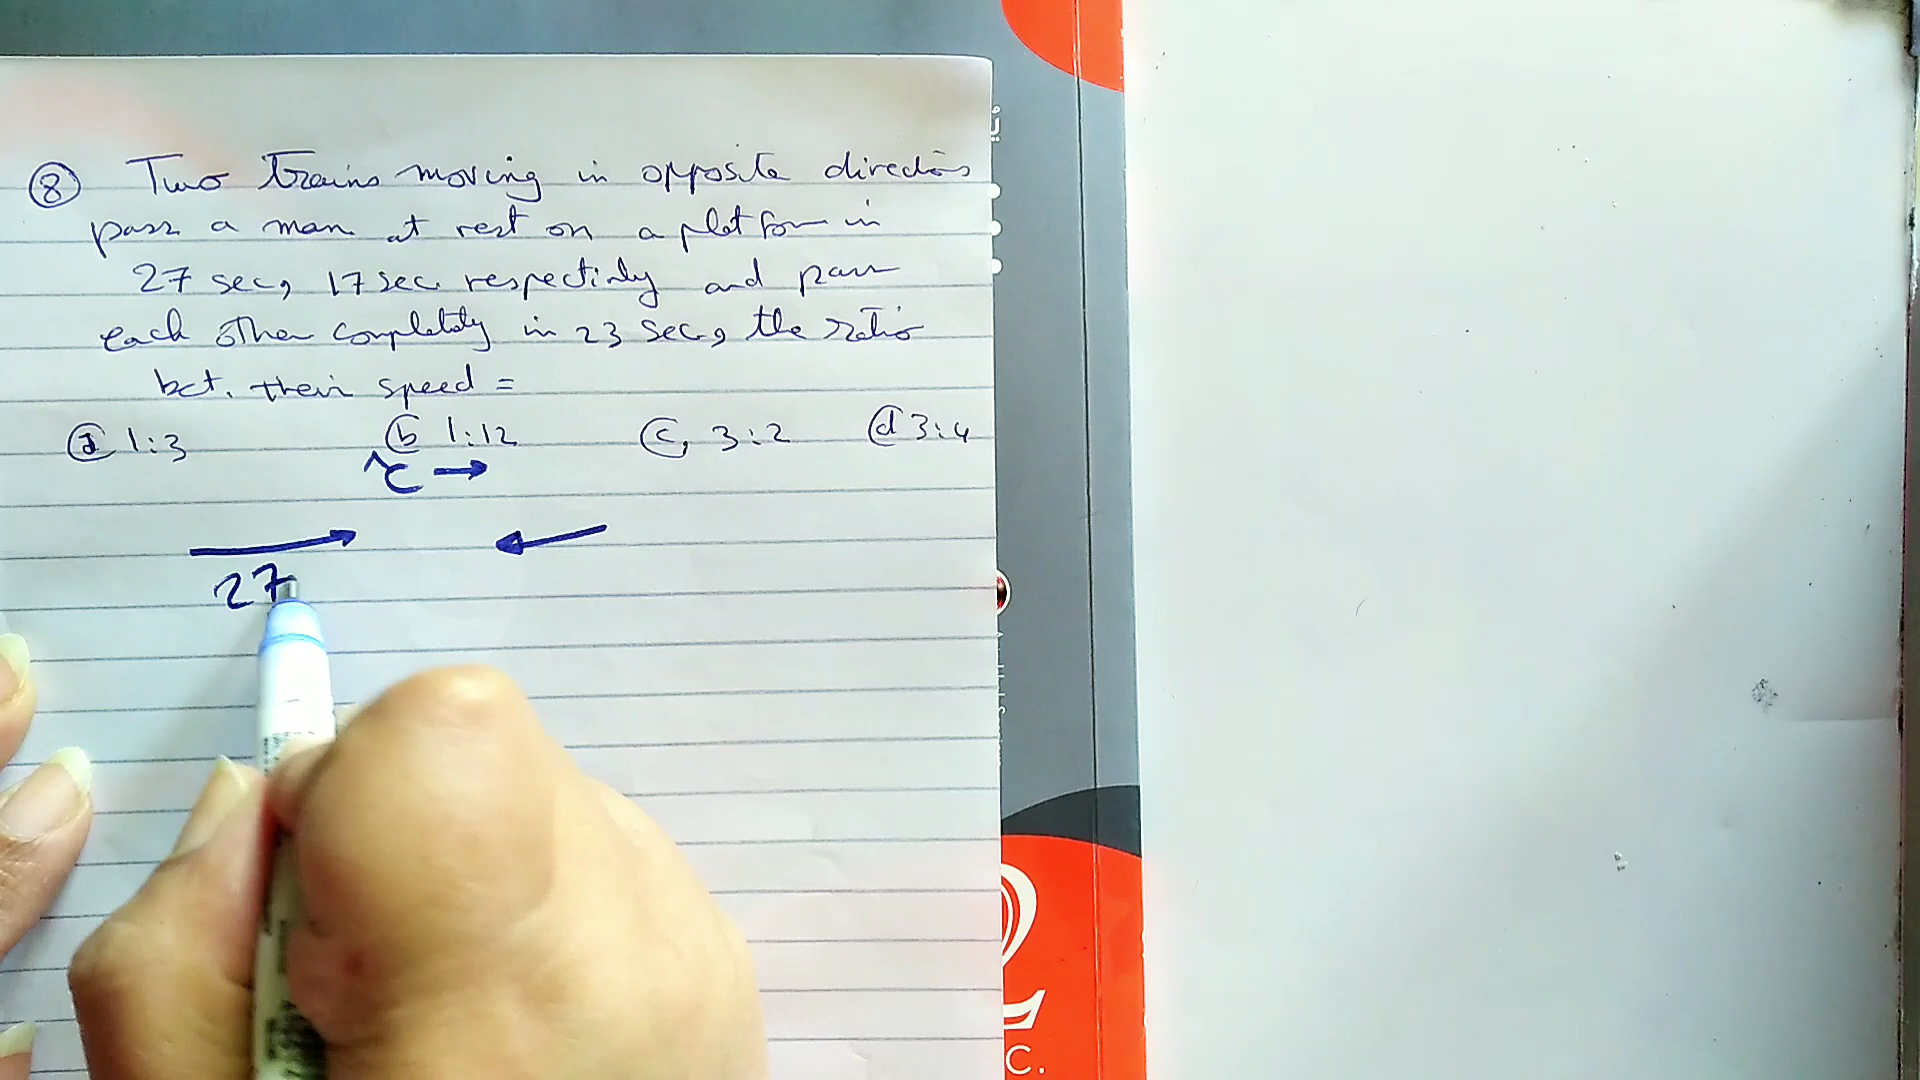 8 Two trains moving in opposite directions
pass a man at rest on a platform in
27 sec, 17 sec respectively and pass
each other completely in 23 sec, the ratio
bet. their speed =
a 1:3 b 1:12 c, 3:2 d 3:4
27
2
C.